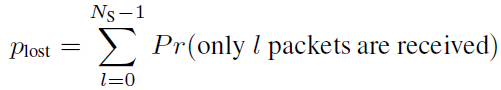 p_lost = \sum_{l=0}^{N_S-1} Pr(only l packets are received)